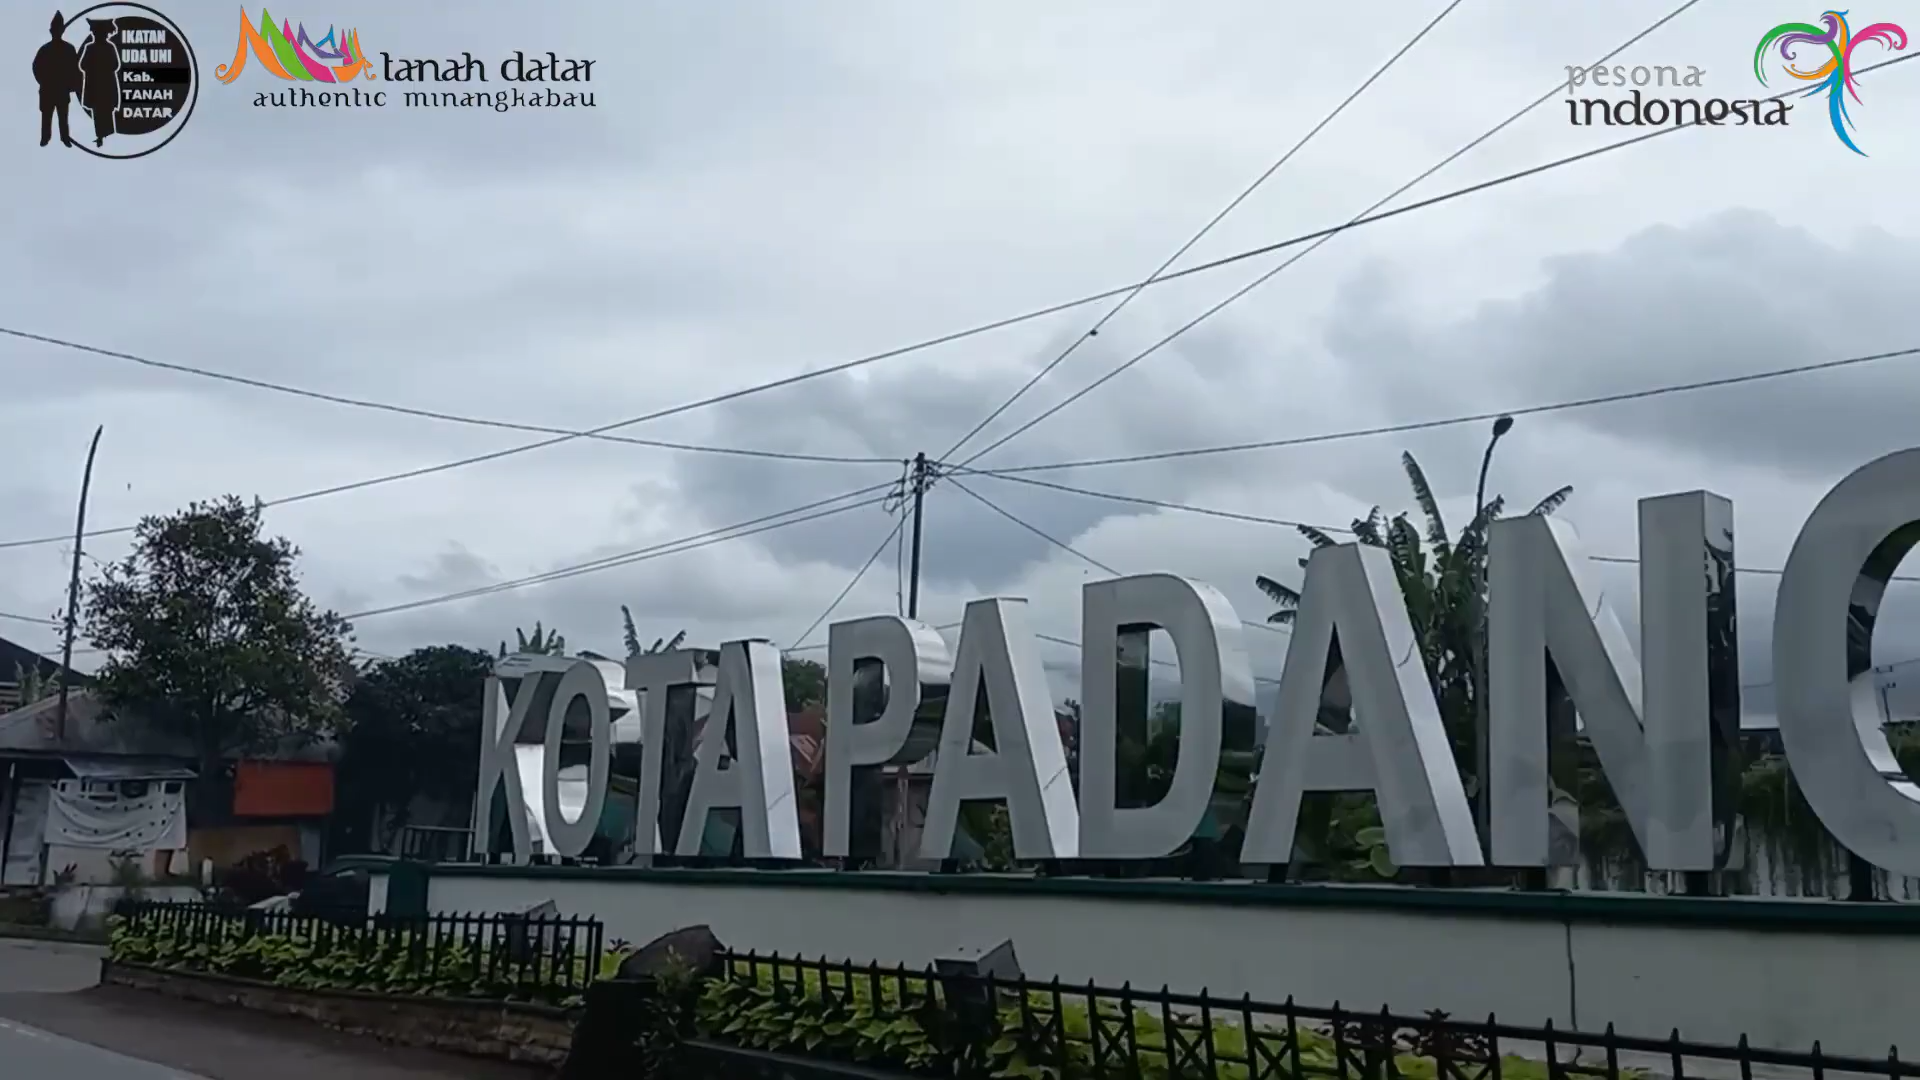 IKATAN
UDA UNI
Kab.
TANAH
DATAR
tanah datar
authentic minangkabau
pesona
indonesia
KOTA PADANG